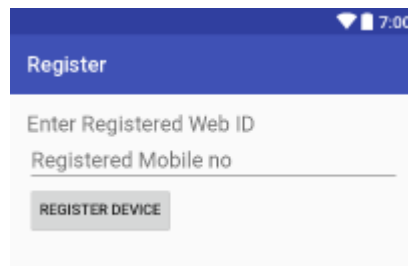 7:00
Register
Enter Registered Web ID
Registered Mobile no
REGISTER DEVICE